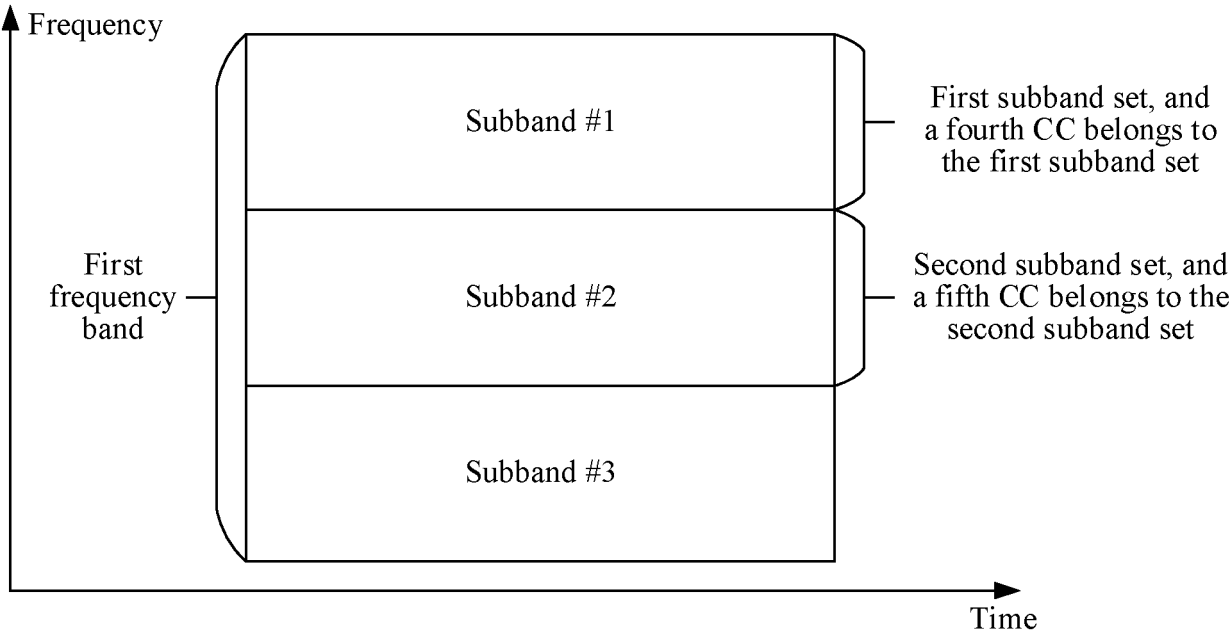 Frequency
Subband #1
First subband set, and
a fourth CC belongs to
the first subband set
First
frequency
band
Subband #2
Second subband set, and
a fifth CC belongs to the
second subband set
Subband #3
Time